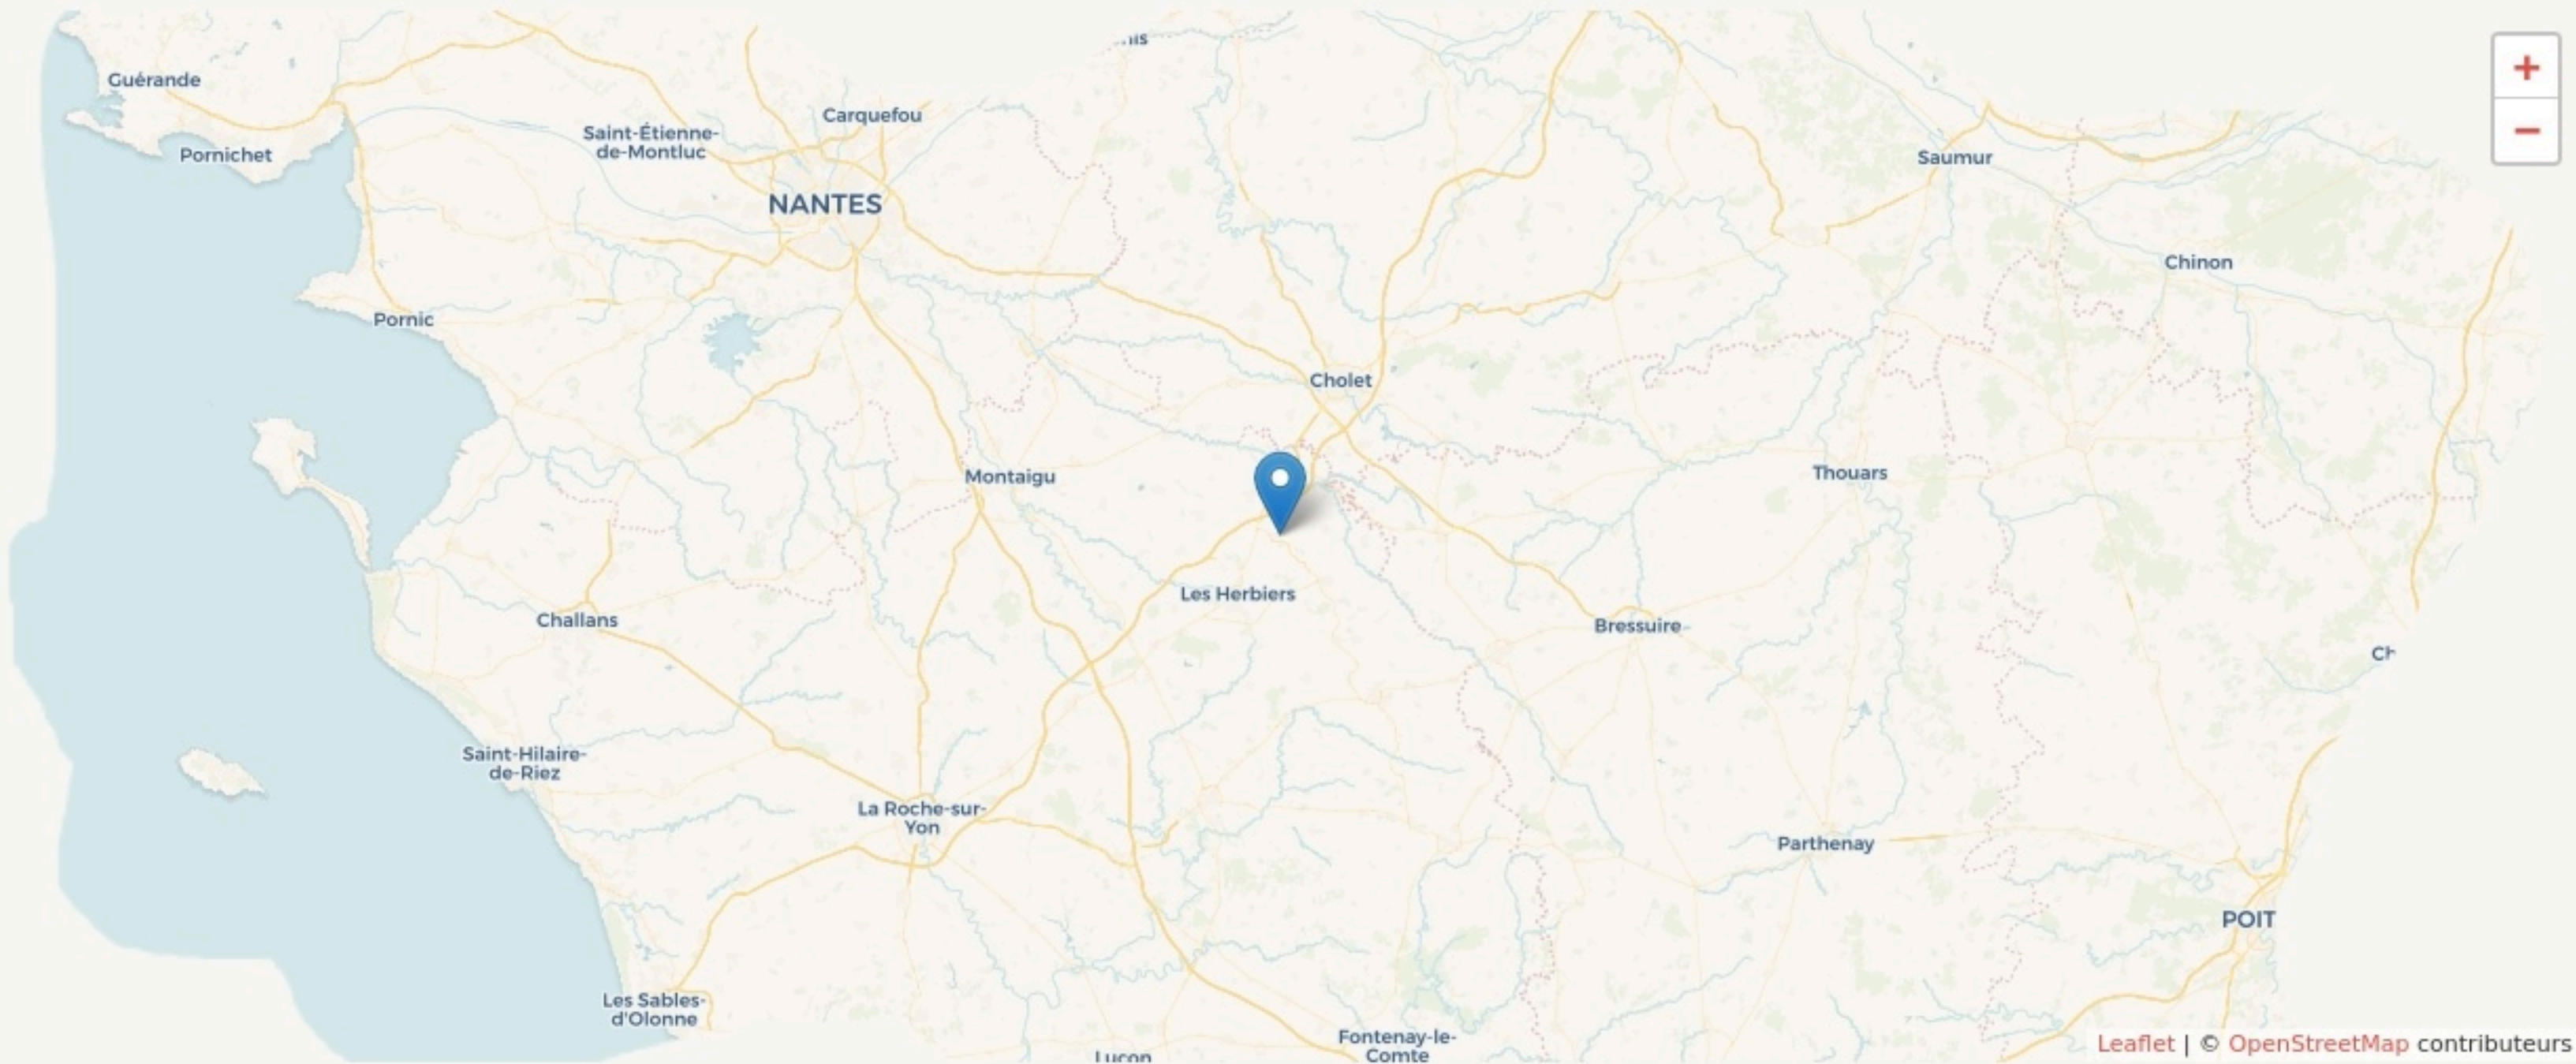 Guérande
Pornichet
Saint-Étienne-
de-Montluc
Carquefou
NANTES
Saumur
Chinon
Pornic
Cholet
Montaigu
Thouars
Les Herbiers
Challans
Bressuire
Ch
Saint-Hilaire-
de-Riez
La Roche-sur-
Yon
Parthenay
POIT
Les Sables-
d'Olonne
Fontenay-le-
Comte
Luçon
+
−
Leaflet | © OpenStreetMap contributeurs